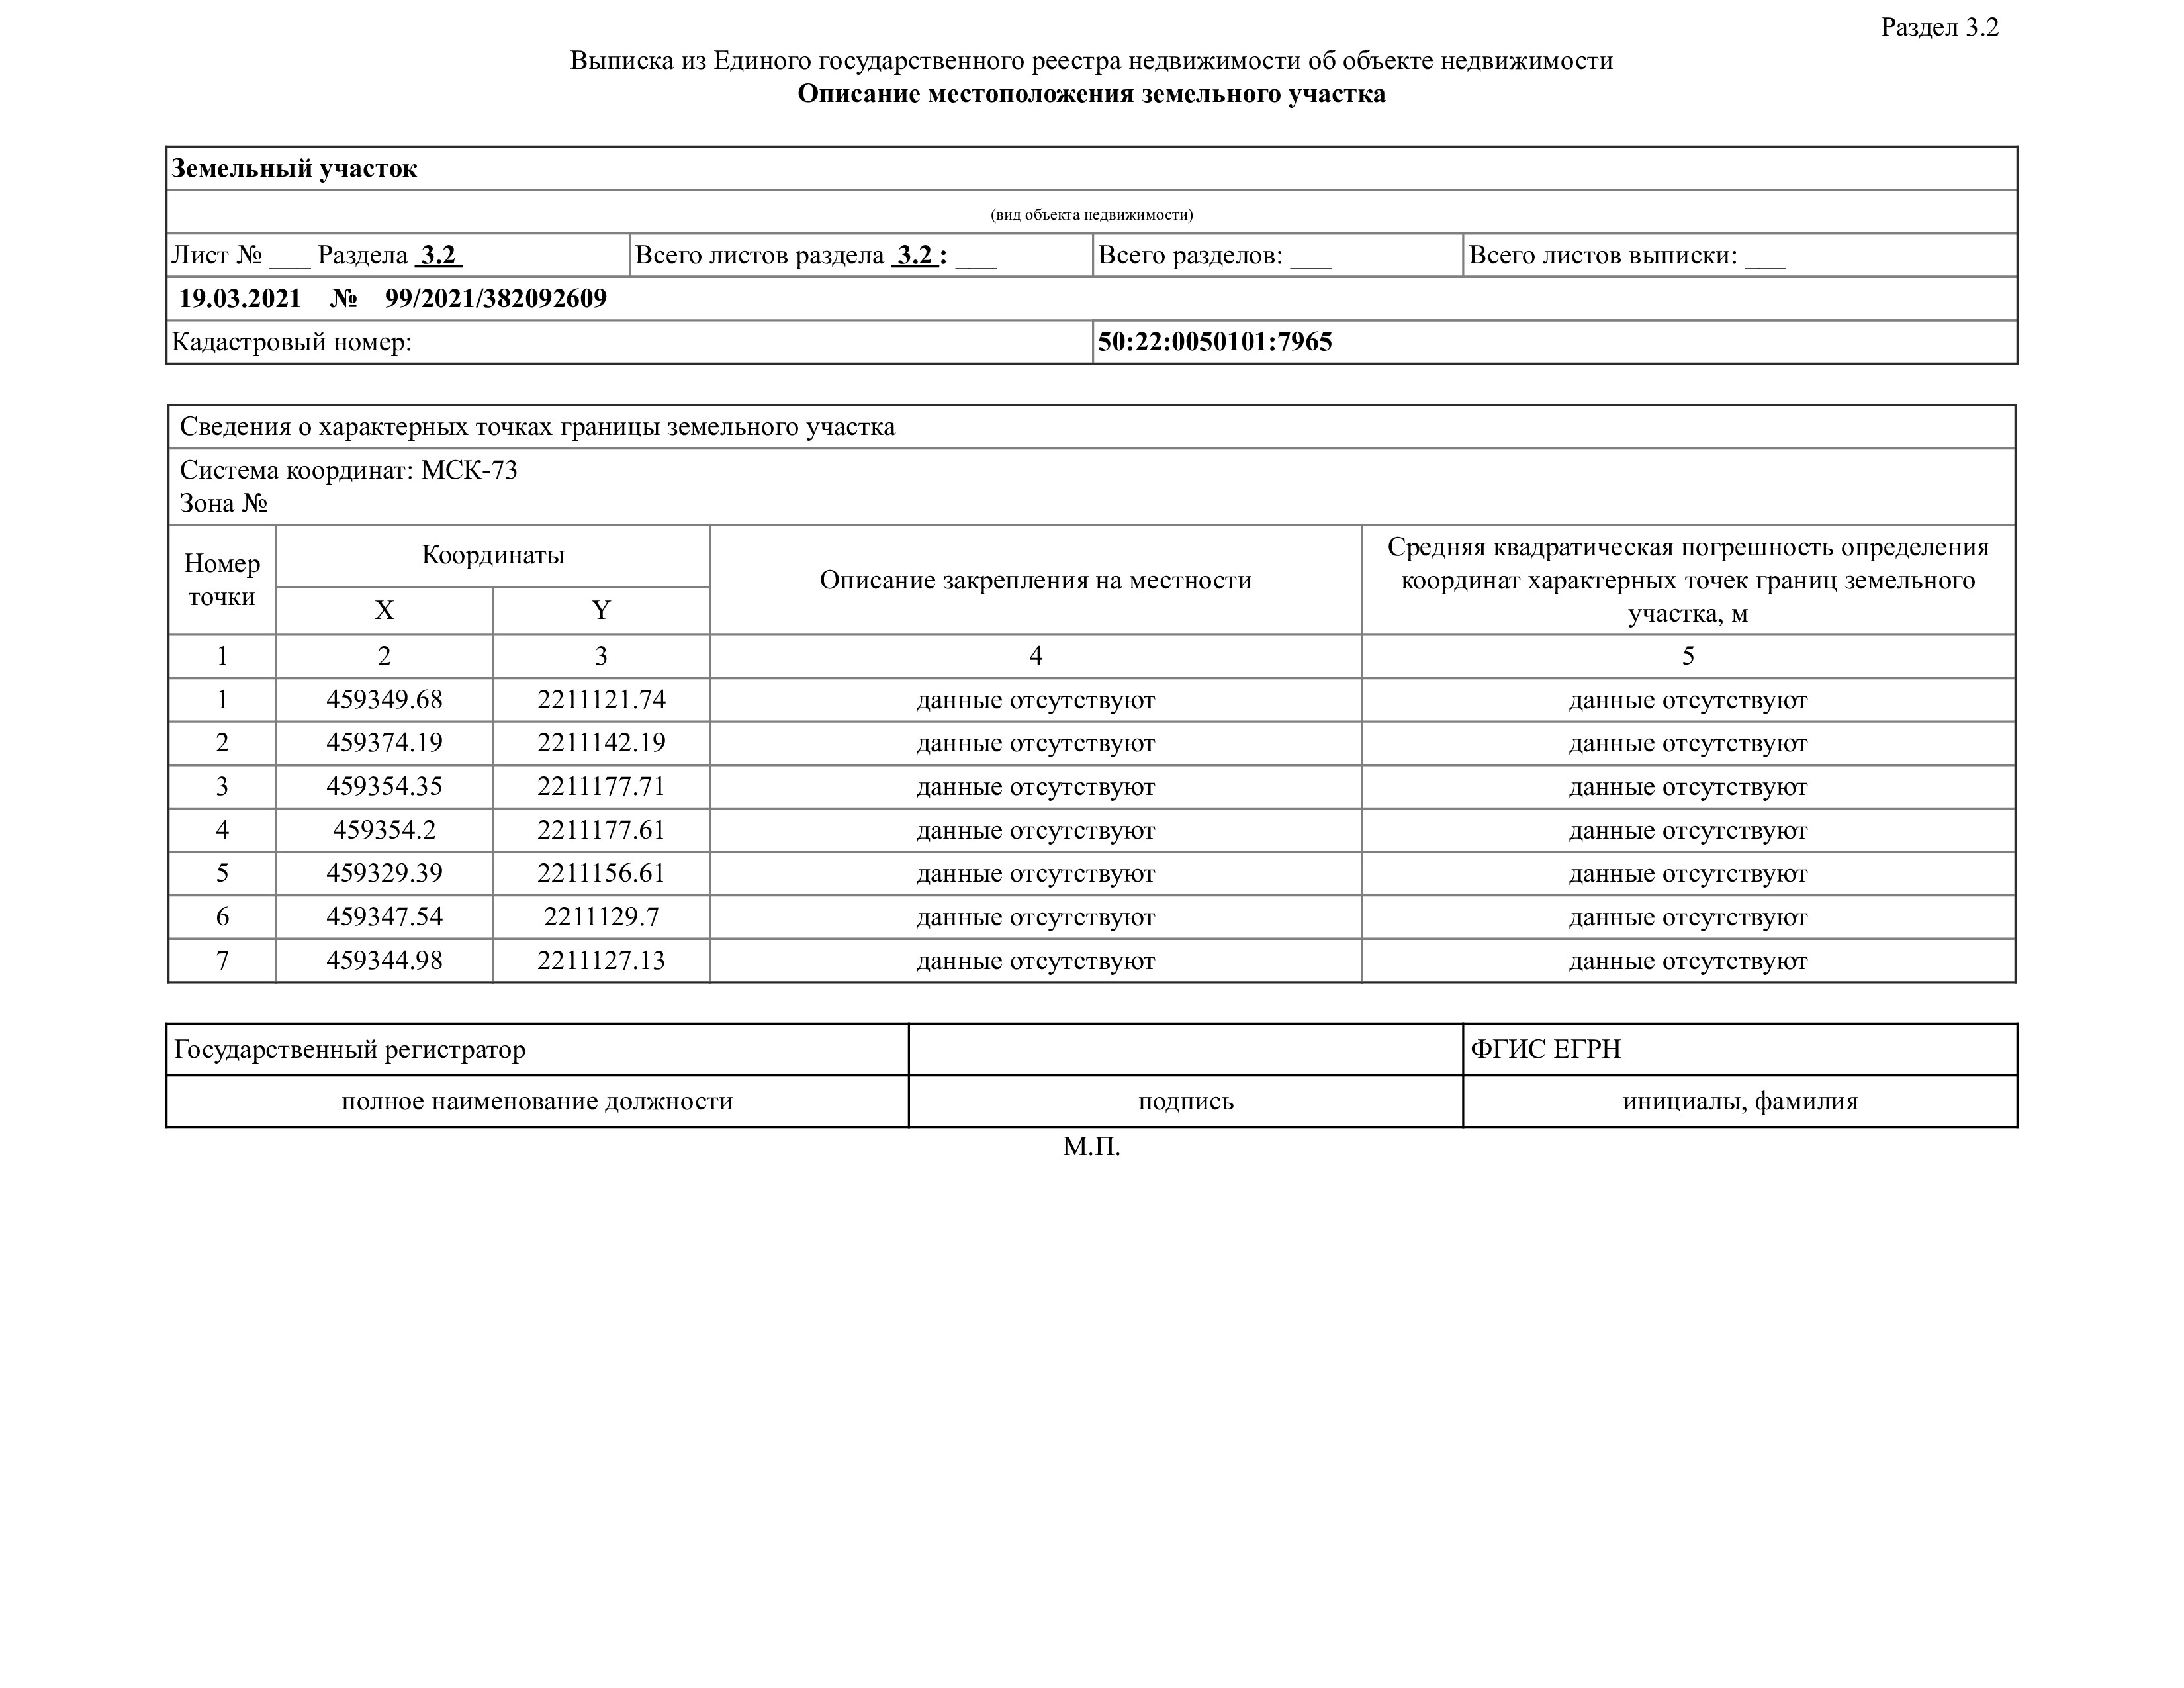 Раздел 3.2
Выписка из Единого государственного реестра недвижимости об объекте недвижимости
Описание местоположения земельного участка
Земельный участок
(вид объекта недвижимости)
Лист № ___ Раздела 3.2 Всего листов раздела 3.2 : ___ Всего разделов: ___ Всего листов выписки: ___
19.03.2021 № 99/2021/382092609
Кадастровый номер: 50:22:0050101:7965
Сведения о характерных точках границы земельного участка
Система координат: МСК-73
Зона №
Номер точки Координаты Описание закрепления на местности Средняя квадратическая погрешность определения координат характерных точек границ земельного участка, м
X Y
1 2 3 4 5
1 459349.68 2211121.74 данные отсутствуют данные отсутствуют
2 459374.19 2211142.19 данные отсутствуют данные отсутствуют
3 459354.35 2211177.71 данные отсутствуют данные отсутствуют
4 459354.2 2211177.61 данные отсутствуют данные отсутствуют
5 459329.39 2211156.61 данные отсутствуют данные отсутствуют
6 459347.54 2211129.7 данные отсутствуют данные отсутствуют
7 459344.98 2211127.13 данные отсутствуют данные отсутствуют
Государственный регистратор ФГИС ЕГРН
полное наименование должности подпись инициалы, фамилия
М.П.